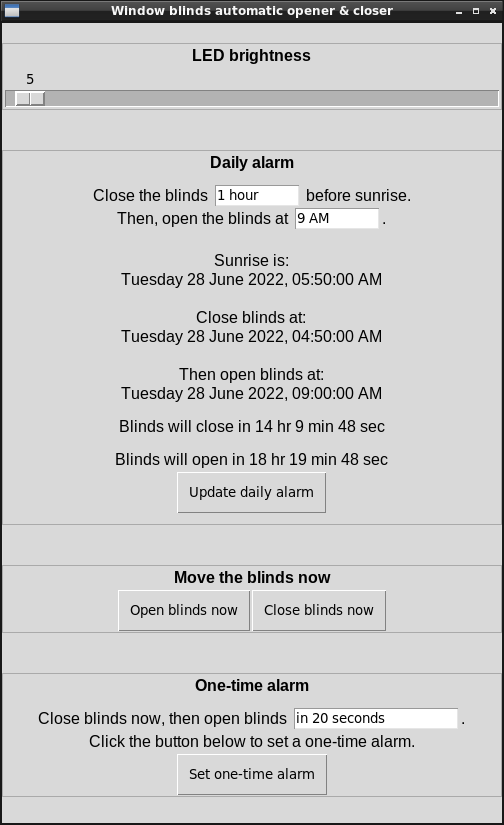 Window blinds automatic opener & closer
LED brightness
5
Daily alarm
Close the blinds 1 hour before sunrise.
Then, open the blinds at 9 AM .
Sunrise is:
Tuesday 28 June 2022, 05:50:00 AM
Close blinds at:
Tuesday 28 June 2022, 04:50:00 AM
Then open blinds at:
Tuesday 28 June 2022, 09:00:00 AM
Blinds will close in 14 hr 9 min 48 sec
Blinds will open in 18 hr 19 min 48 sec
Update daily alarm
Move the blinds now
Open blinds now Close blinds now
One-time alarm
Close blinds now, then open blinds in 20 seconds .
Click the button below to set a one-time alarm.
Set one-time alarm